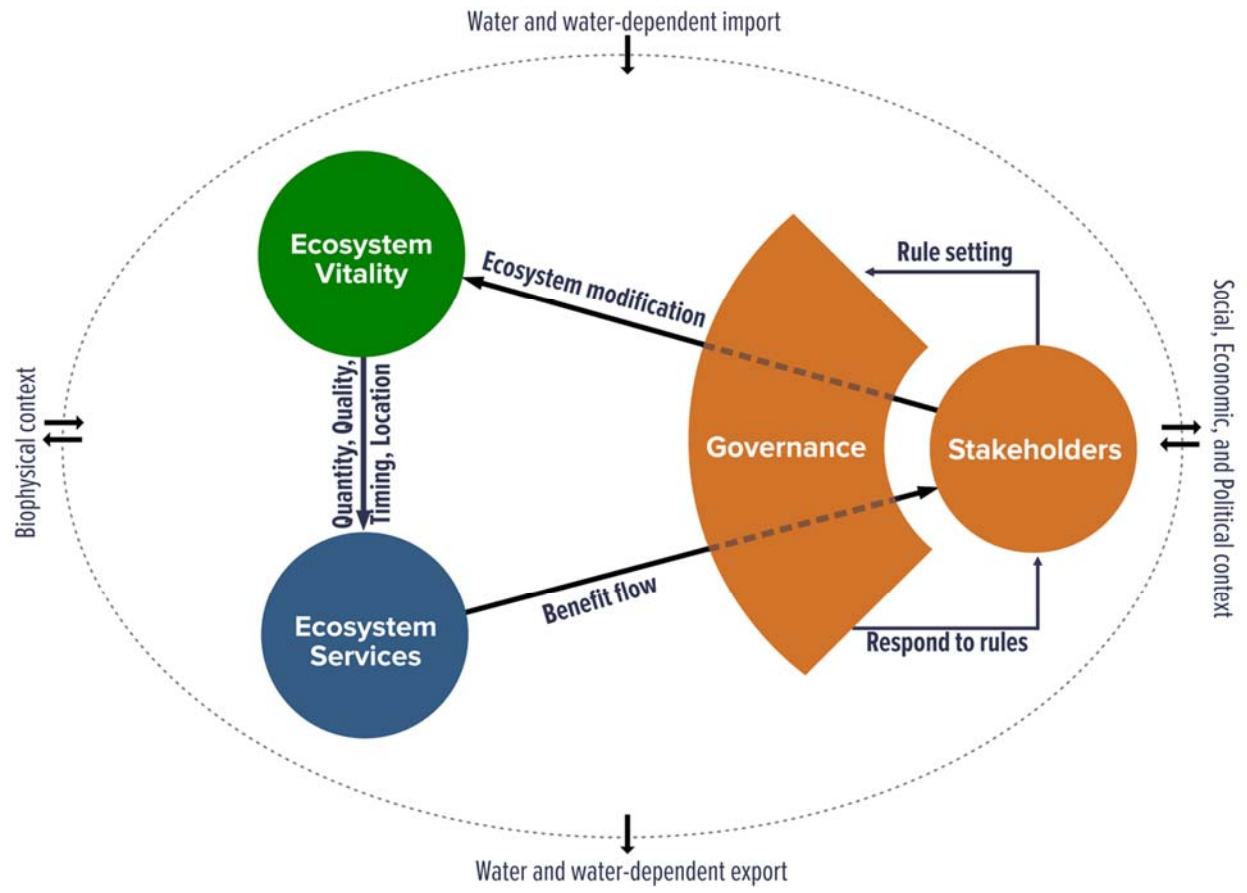 Water and water-dependent import
Ecosystem
Vitality
Ecosystem modification
Rule setting
Quantity, Quality,
Timing, Location
Governance
Stakeholders
Biophysical context
Social, Economic, and Political context
Ecosystem
Services
Benefit flow
Respond to rules
Water and water-dependent export